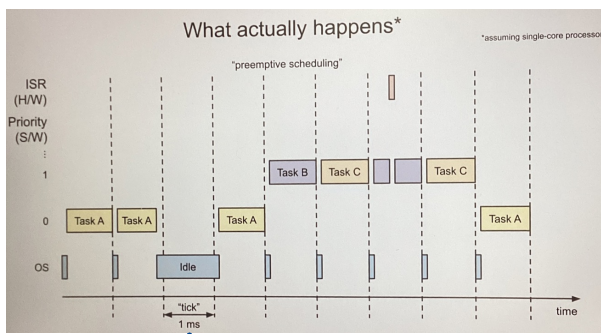 What actually happens*
*assuming single-core processor
"preemptive scheduling"
ISR
(H/W)
Priority
(S/W)
⋮
1
Task B
Task C
Task C
0
Task A
Task A
Task A
Task A
OS
Idle
"tick"
time
1 ms